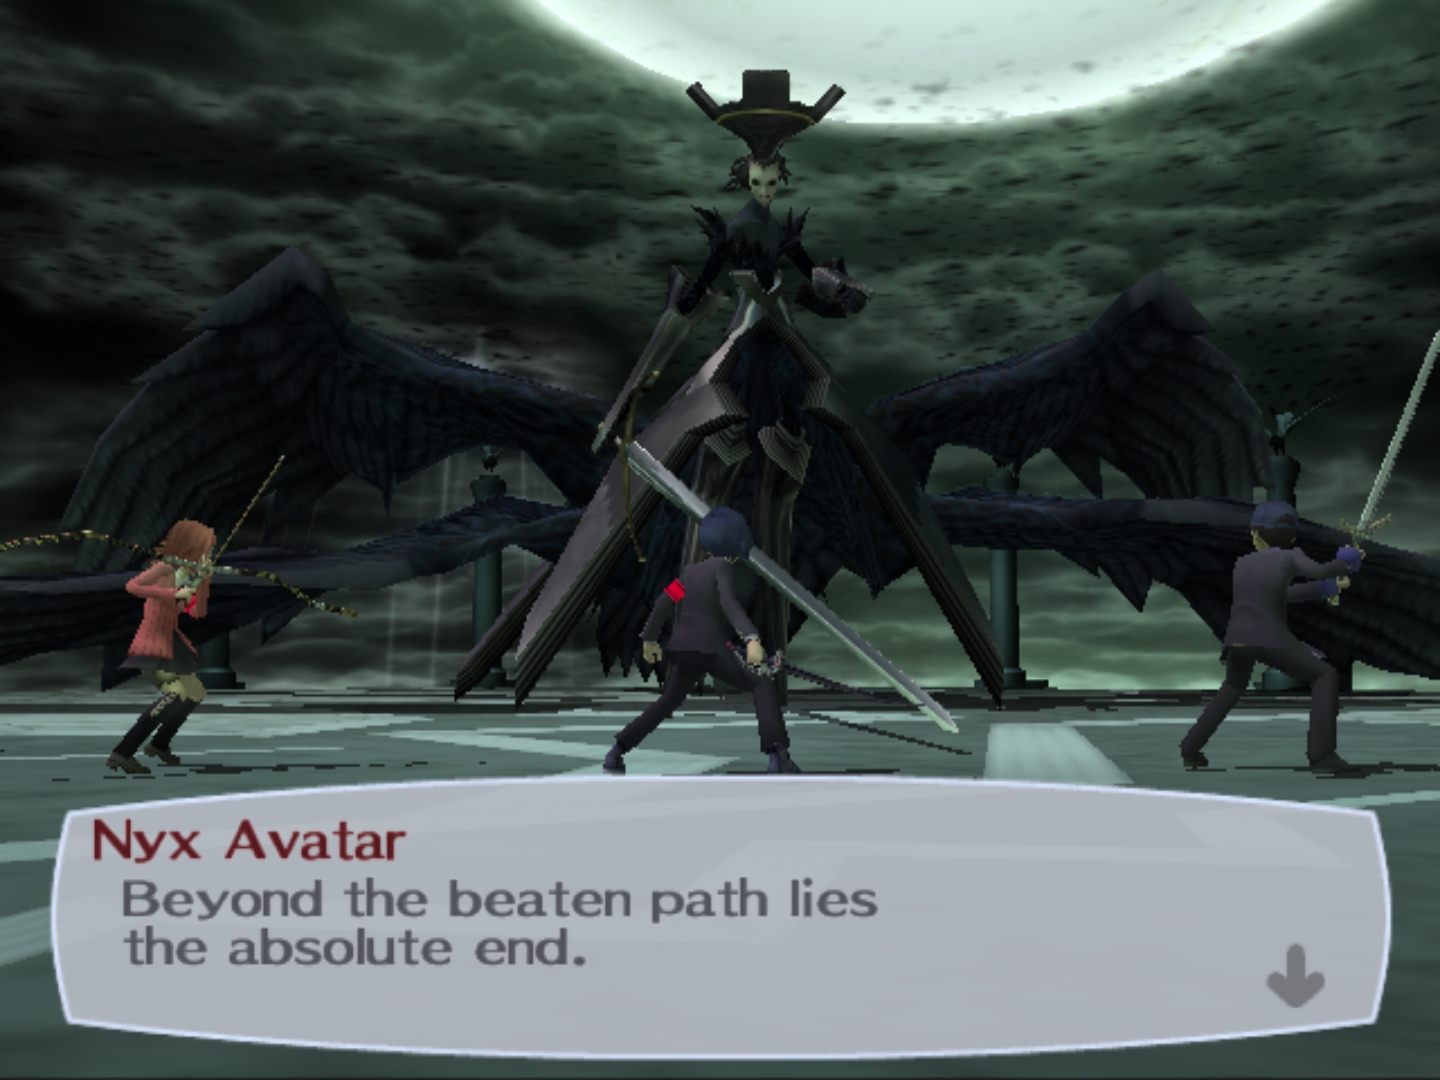 Nyx Avatar
Beyond the beaten path lies
the absolute end.